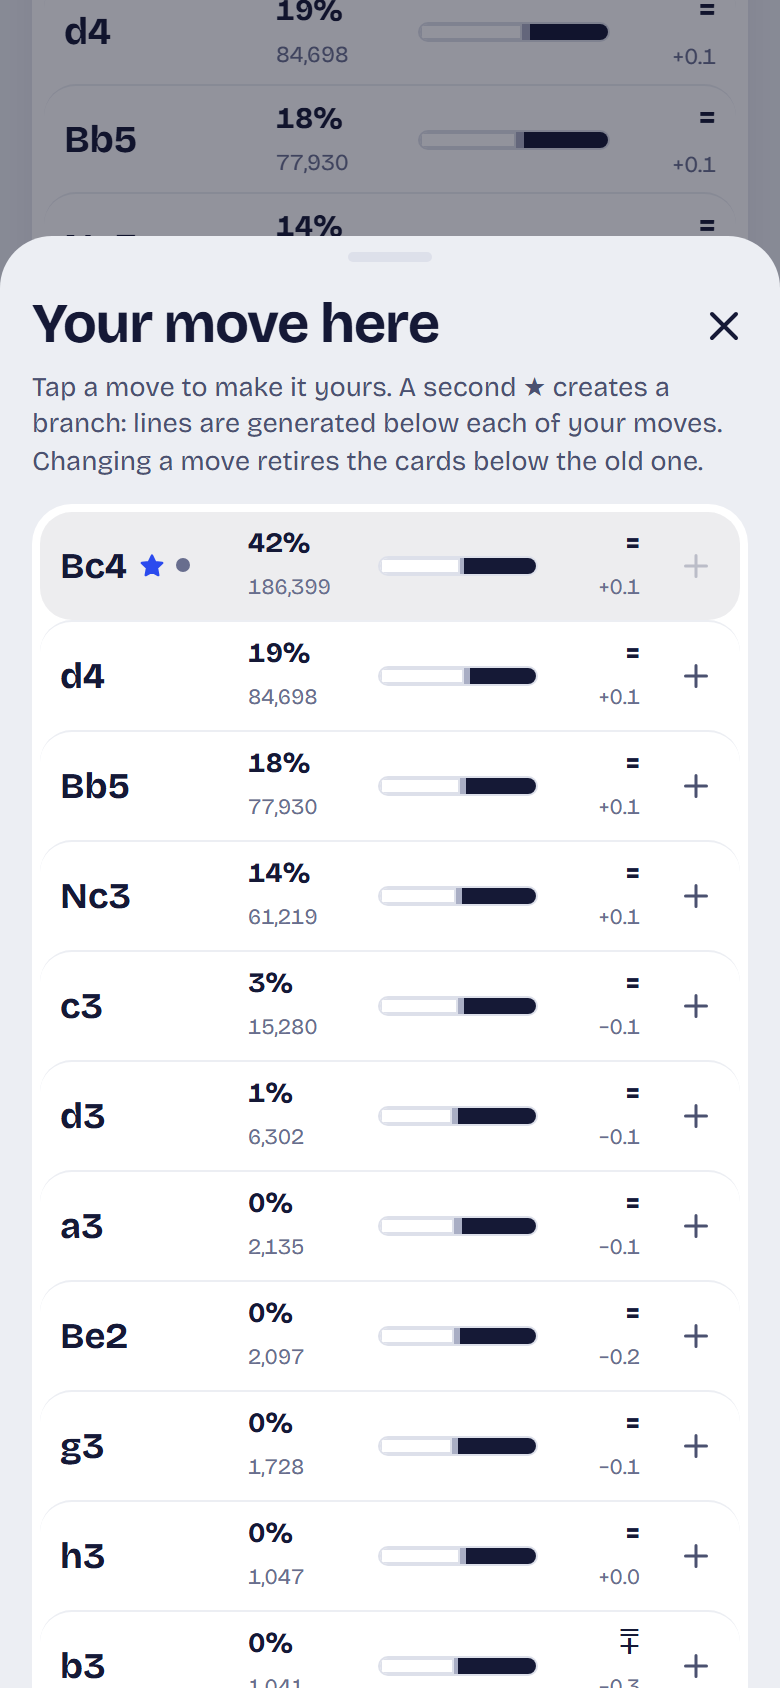 d4 19% =
84,698 +0.1
Bb5 18% =
77,930 +0.1
14% =
Your move here
Tap a move to make it yours. A second ★ creates a
branch: lines are generated below each of your moves.
Changing a move retires the cards below the old one.
Bc4 ★ ● 42% = +
186,399 +0.1
d4 19% = +
84,698 +0.1
Bb5 18% = +
77,930 +0.1
Nc3 14% = +
61,219 +0.1
c3 3% = +
15,280 −0.1
d3 1% = +
6,302 −0.1
a3 0% = +
2,135 −0.1
Be2 0% = +
2,097 −0.2
g3 0% = +
1,728 −0.1
h3 0% = +
1,047 +0.0
b3 0% ∓ +
1,041 −0.3